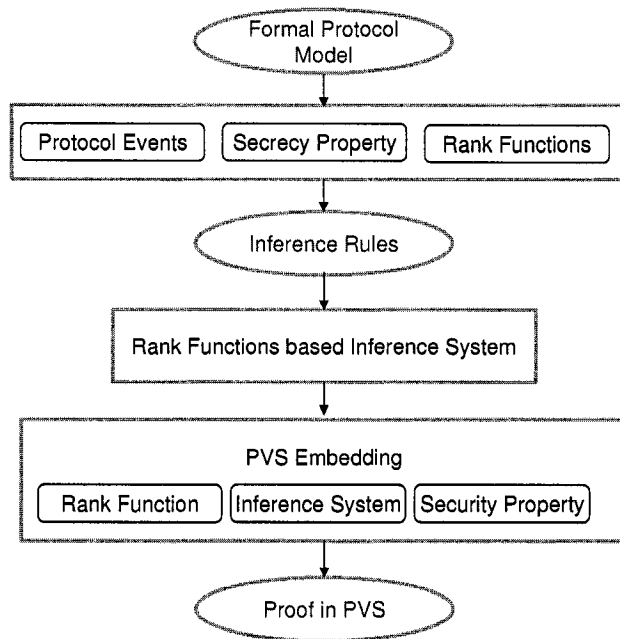 Formal Protocol
Model
Protocol Events
Secrecy Property
Rank Functions
Inference Rules
Rank Functions based Inference System
PVS Embedding
Rank Function
Inference System
Security Property
Proof in PVS